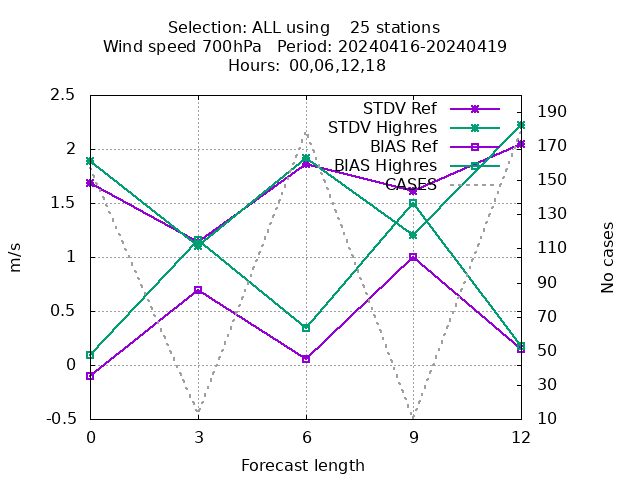 Selection: ALL using    25 stations
Wind speed 700hPa   Period: 20240416-20240419
Hours: 00,06,12,18
STDV Ref
STDV Highres
BIAS Ref
BIAS Highres
CASES
2.5
2
1.5
1
0.5
0
-0.5
m/s
190
170
150
130
110
90
70
50
30
10
No cases
0 3 6 9 12
Forecast length